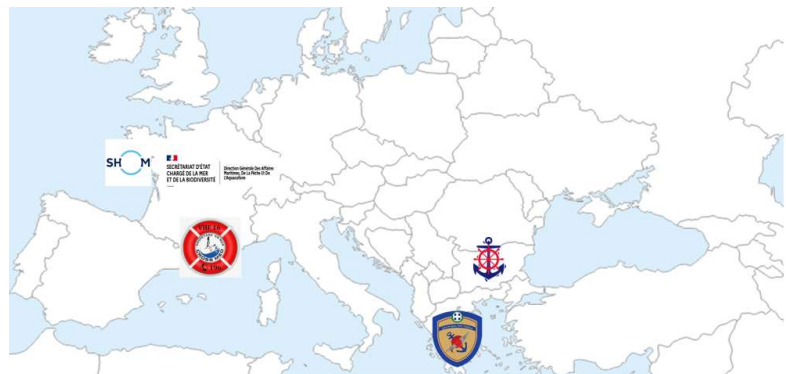 SHOM
SECRÉTARIAT D'ÉTAT
CHARGÉ DE LA MER
ET DE LA BIODIVERSITÉ
Direction Générale Des Affaires
Maritimes, De La Pêche Et De
L'Aquaculture
196